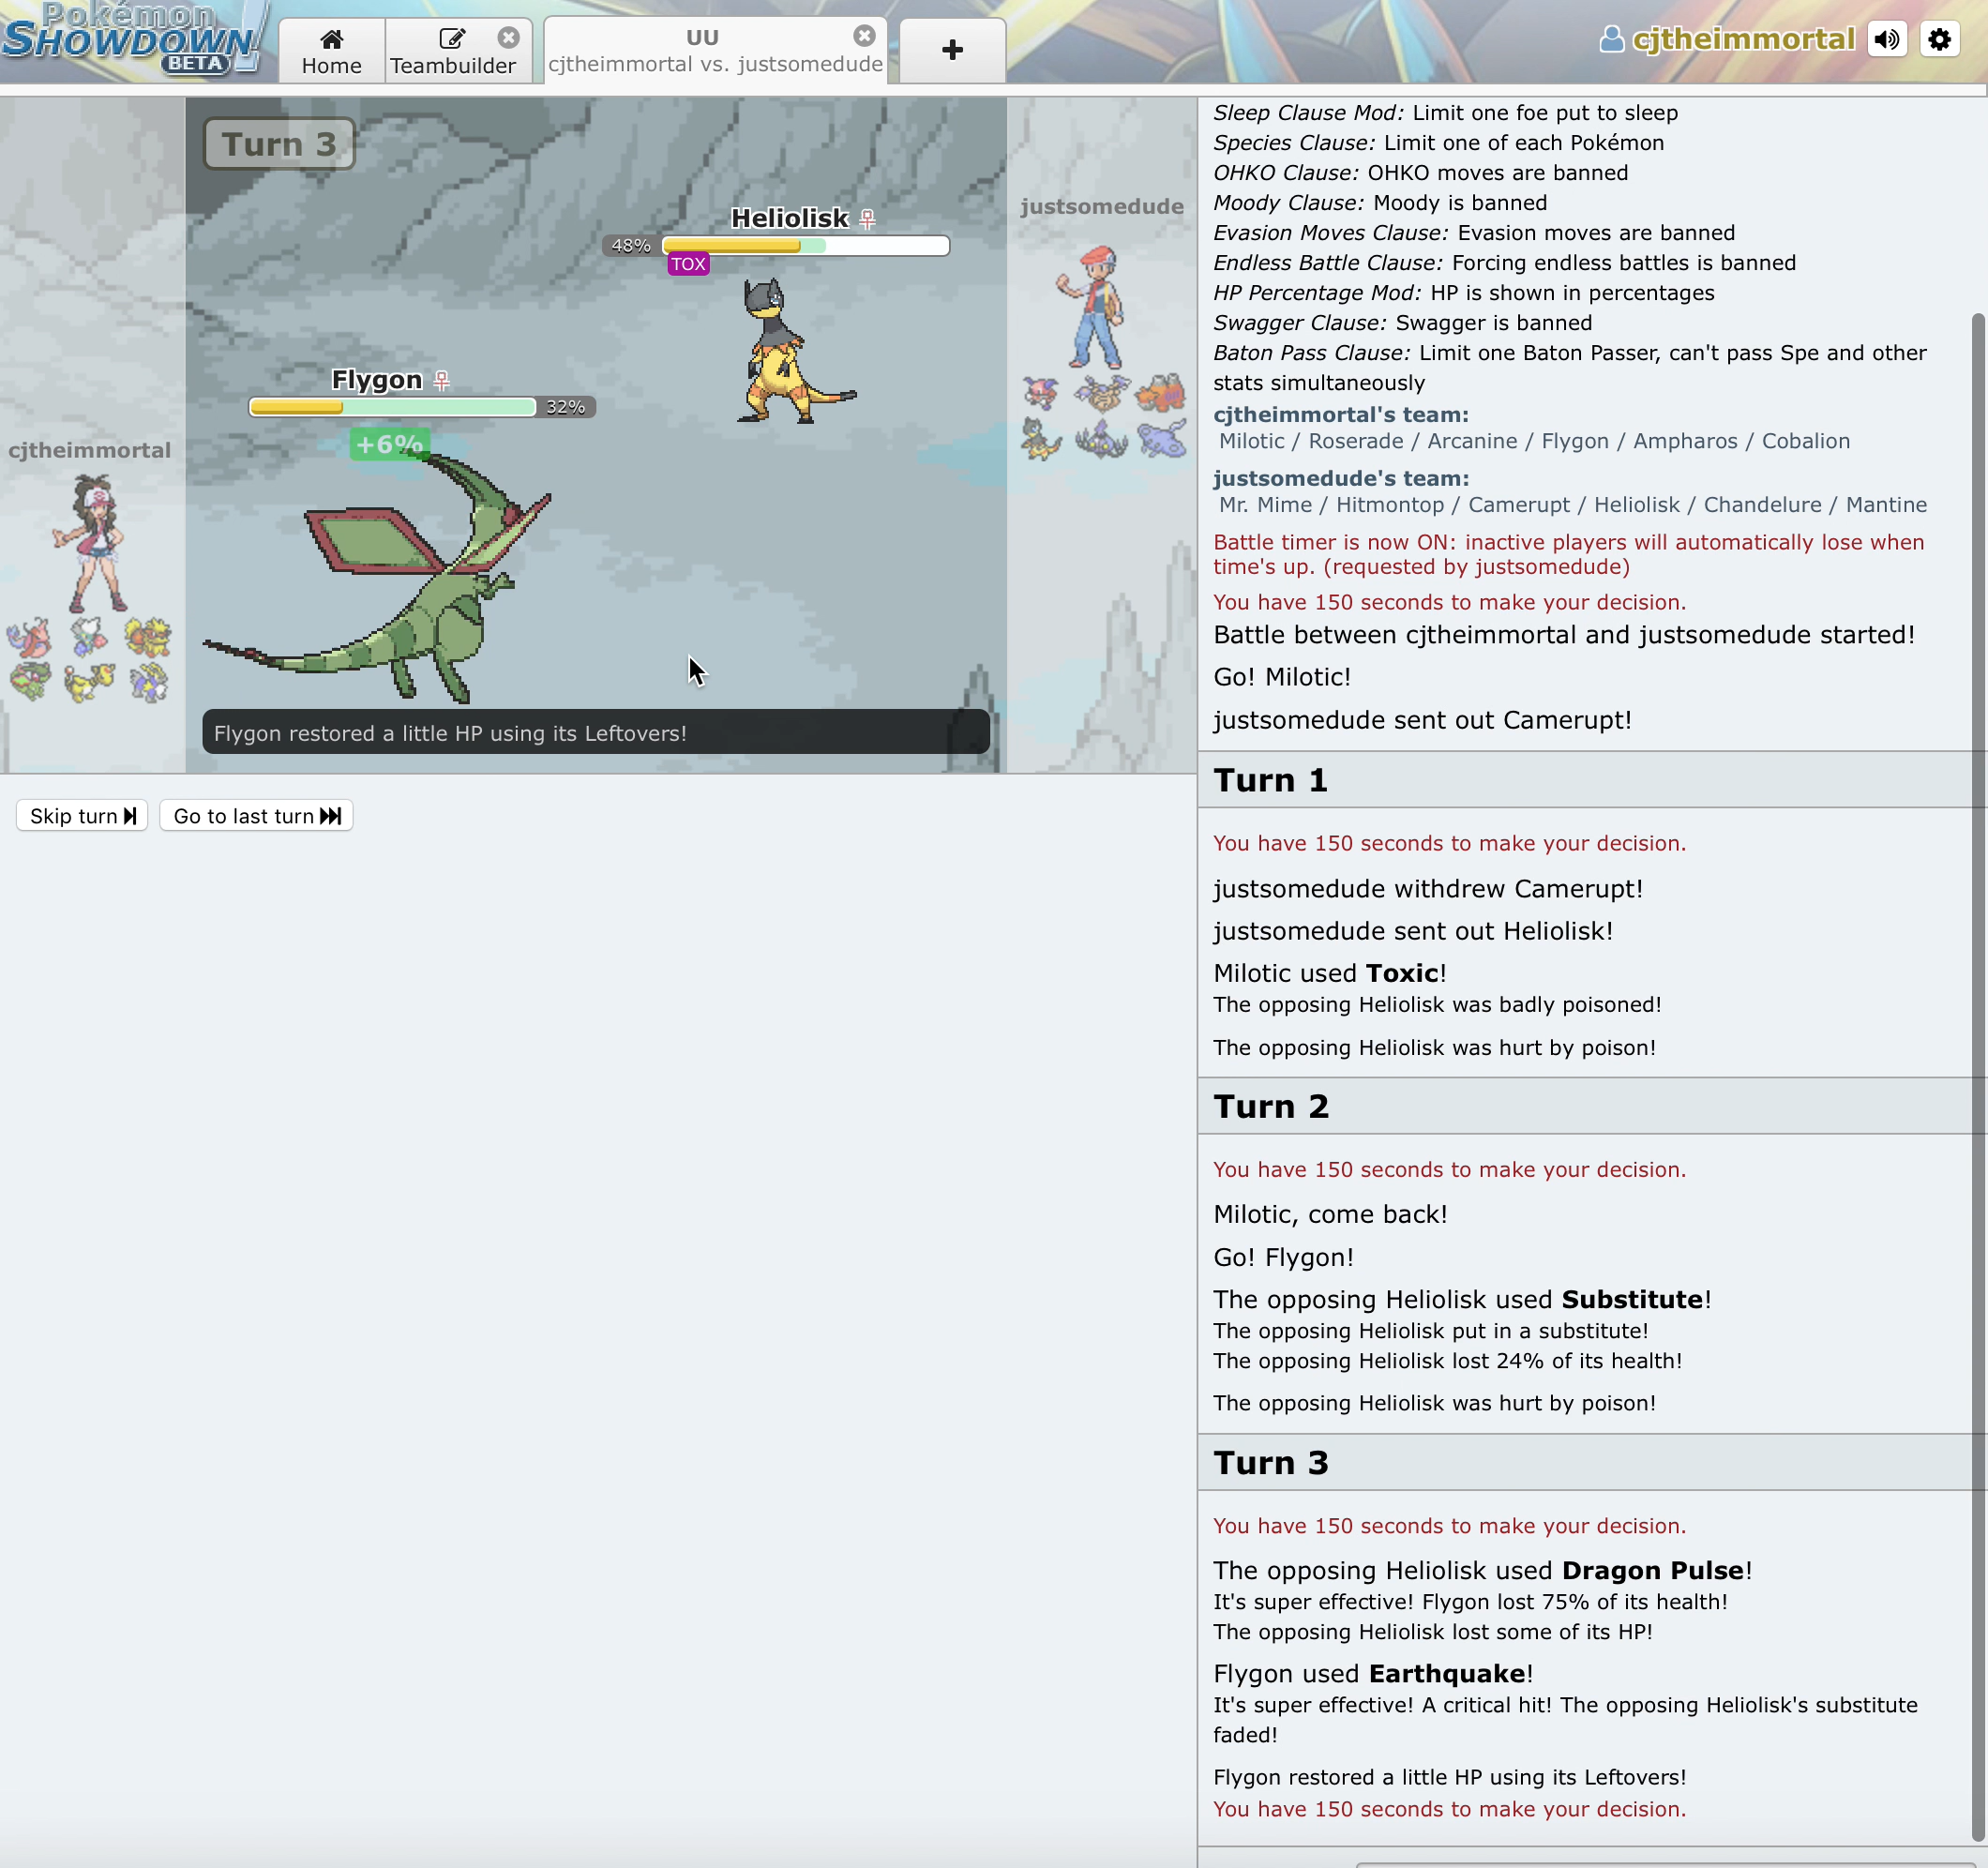 Pokémon
SHOWDOWN!
BETA
Home
Teambuilder
UU
cjtheimmortal vs. justsomedude
cjtheimmortal
Turn 3
Heliolisk
48%
TOX
justsomedude
Flygon
32%
+6%
cjtheimmortal
Flygon restored a little HP using its Leftovers!
Skip turn
Go to last turn
Sleep Clause Mod: Limit one foe put to sleep
Species Clause: Limit one of each Pokémon
OHKO Clause: OHKO moves are banned
Moody Clause: Moody is banned
Evasion Moves Clause: Evasion moves are banned
Endless Battle Clause: Forcing endless battles is banned
HP Percentage Mod: HP is shown in percentages
Swagger Clause: Swagger is banned
Baton Pass Clause: Limit one Baton Passer, can't pass Spe and other
stats simultaneously
cjtheimmortal's team:
Milotic / Roserade / Arcanine / Flygon / Ampharos / Cobalion
justsomedude's team:
Mr. Mime / Hitmontop / Camerupt / Heliolisk / Chandelure / Mantine
Battle timer is now ON: inactive players will automatically lose when
time's up. (requested by justsomedude)
You have 150 seconds to make your decision.
Battle between cjtheimmortal and justsomedude started!
Go! Milotic!
justsomedude sent out Camerupt!
Turn 1
You have 150 seconds to make your decision.
justsomedude withdrew Camerupt!
justsomedude sent out Heliolisk!
Milotic used Toxic!
The opposing Heliolisk was badly poisoned!
The opposing Heliolisk was hurt by poison!
Turn 2
You have 150 seconds to make your decision.
Milotic, come back!
Go! Flygon!
The opposing Heliolisk used Substitute!
The opposing Heliolisk put in a substitute!
The opposing Heliolisk lost 24% of its health!
The opposing Heliolisk was hurt by poison!
Turn 3
You have 150 seconds to make your decision.
The opposing Heliolisk used Dragon Pulse!
It's super effective! Flygon lost 75% of its health!
The opposing Heliolisk lost some of its HP!
Flygon used Earthquake!
It's super effective! A critical hit! The opposing Heliolisk's substitute
faded!
Flygon restored a little HP using its Leftovers!
You have 150 seconds to make your decision.